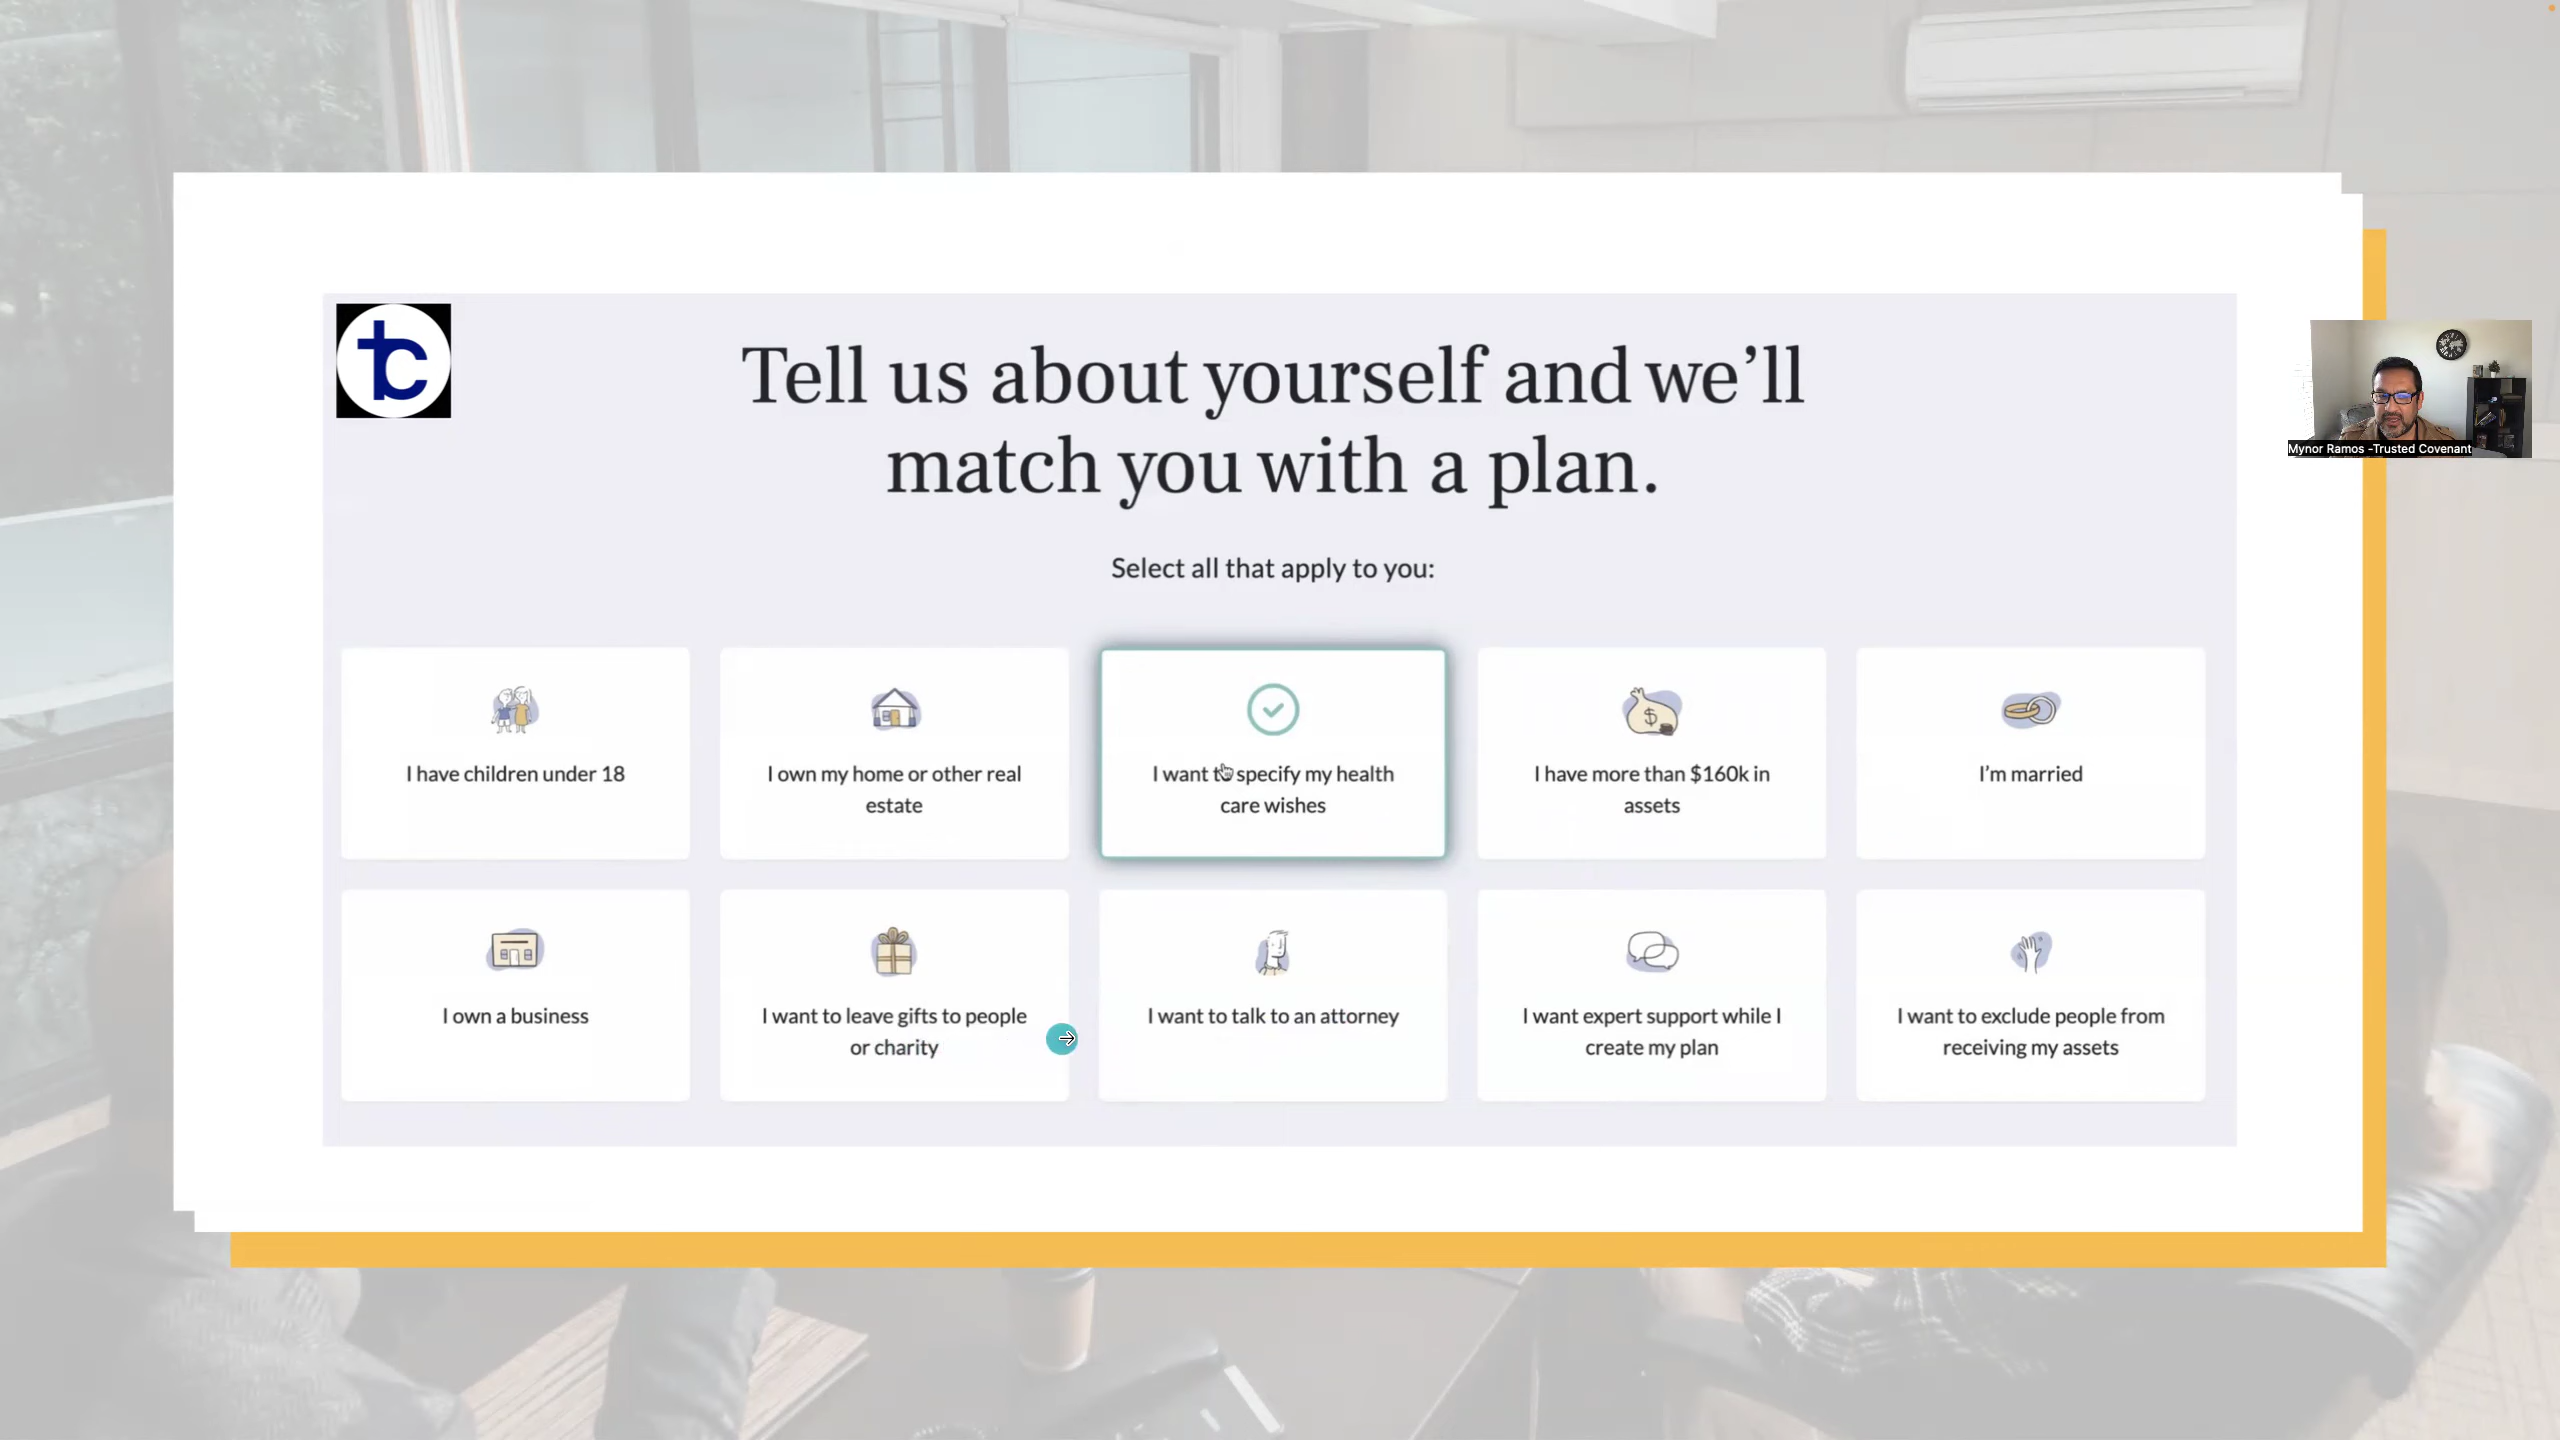 tc
Tell us about yourself and we’ll
match you with a plan.
Select all that apply to you:
I have children under 18
I own my home or other real
estate
I want to specify my health
care wishes
I have more than $160k in
assets
I’m married
I own a business
I want to leave gifts to people
or charity
I want to talk to an attorney
I want expert support while I
create my plan
I want to exclude people from
receiving my assets
Mynor Ramos -Trusted Covenant